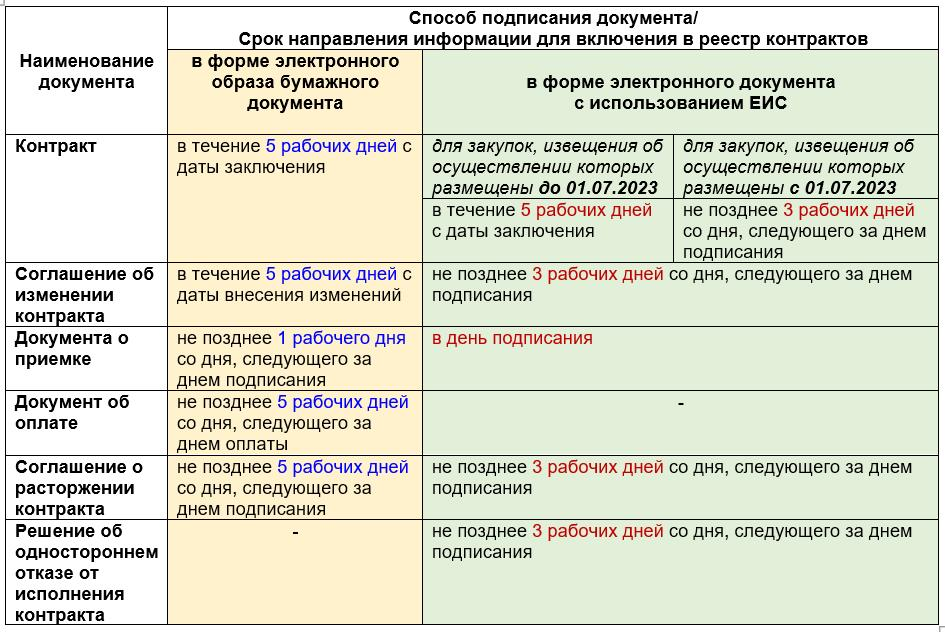 Наименование
документа
Способ подписания документа/
Срок направления информации для включения в реестр контрактов
в форме электронного
образа бумажного
документа
в форме электронного документа
с использованием ЕИС
Контракт
в течение 5 рабочих дней с
даты заключения
для закупок, извещения об
осуществлении которых
размещены до 01.07.2023
для закупок, извещения об
осуществлении которых
размещены с 01.07.2023
в течение 5 рабочих дней
с даты заключения
не позднее 3 рабочих дней
со дня, следующего за днем
подписания
Соглашение об
изменении
контракта
в течение 5 рабочих дней с
даты внесения изменений
не позднее 3 рабочих дней со дня, следующего за днем
подписания
Документа о
приемке
не позднее 1 рабочего дня
со дня, следующего за
днем подписания
в день подписания
Документ об
оплате
не позднее 5 рабочих дней
со дня, следующего за
днем оплаты
-
Соглашение о
расторжении
контракта
не позднее 5 рабочих дней
со дня, следующего за
днем подписания
не позднее 3 рабочих дней со дня, следующего за днем
подписания
Решение об
одностороннем
отказе от
исполнения
контракта
-
не позднее 3 рабочих дней со дня, следующего за днем
подписания